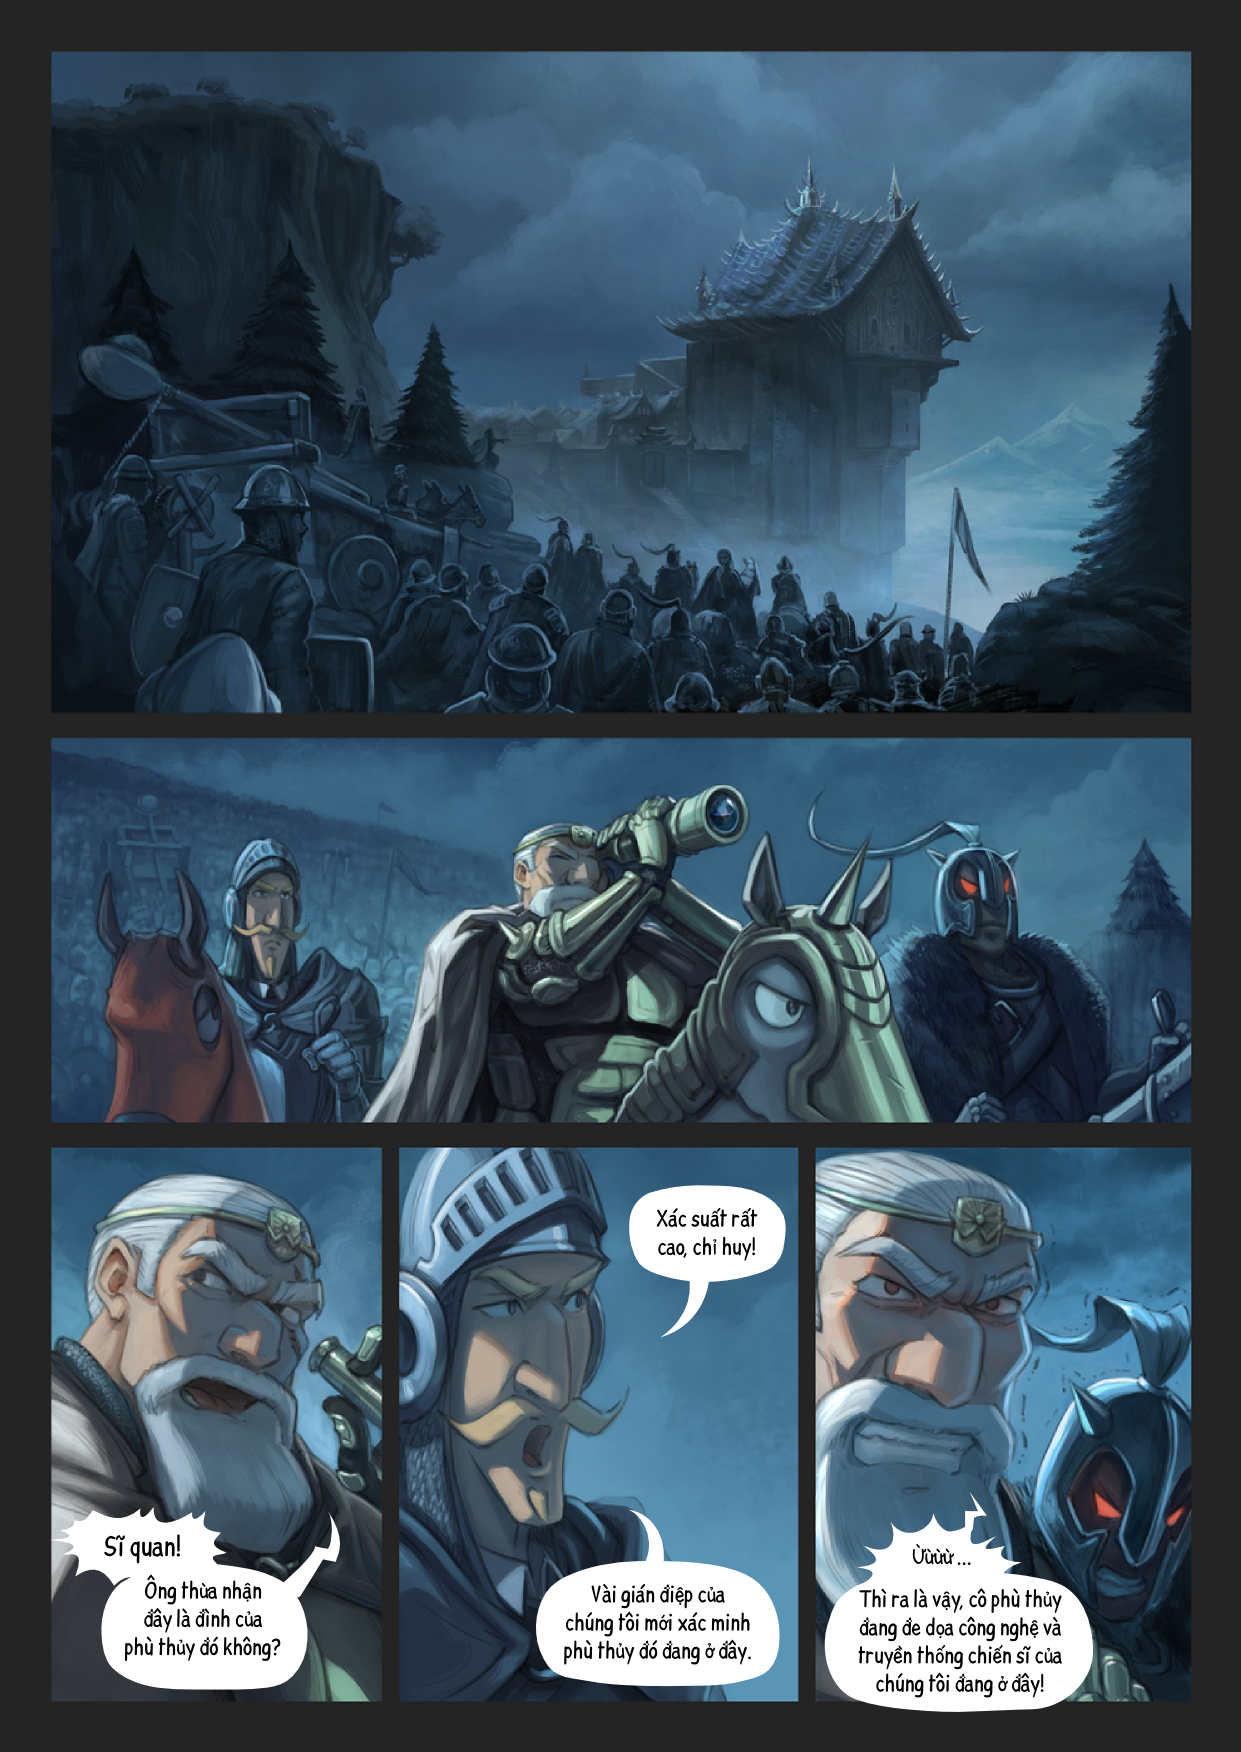 Sĩ quan!
Ông thừa nhận
đây là đình của
phù thủy đó không?
Xác suất rất
cao, chỉ huy!
Vài gián điệp của
chúng tôi mới xác minh
phù thủy đó đang ở đây.
Ừừừừ ...
Thì ra là vậy, cô phù thủy
đang đe dọa công nghệ và
truyền thống chiến sĩ của
chúng tôi đang ở đây!